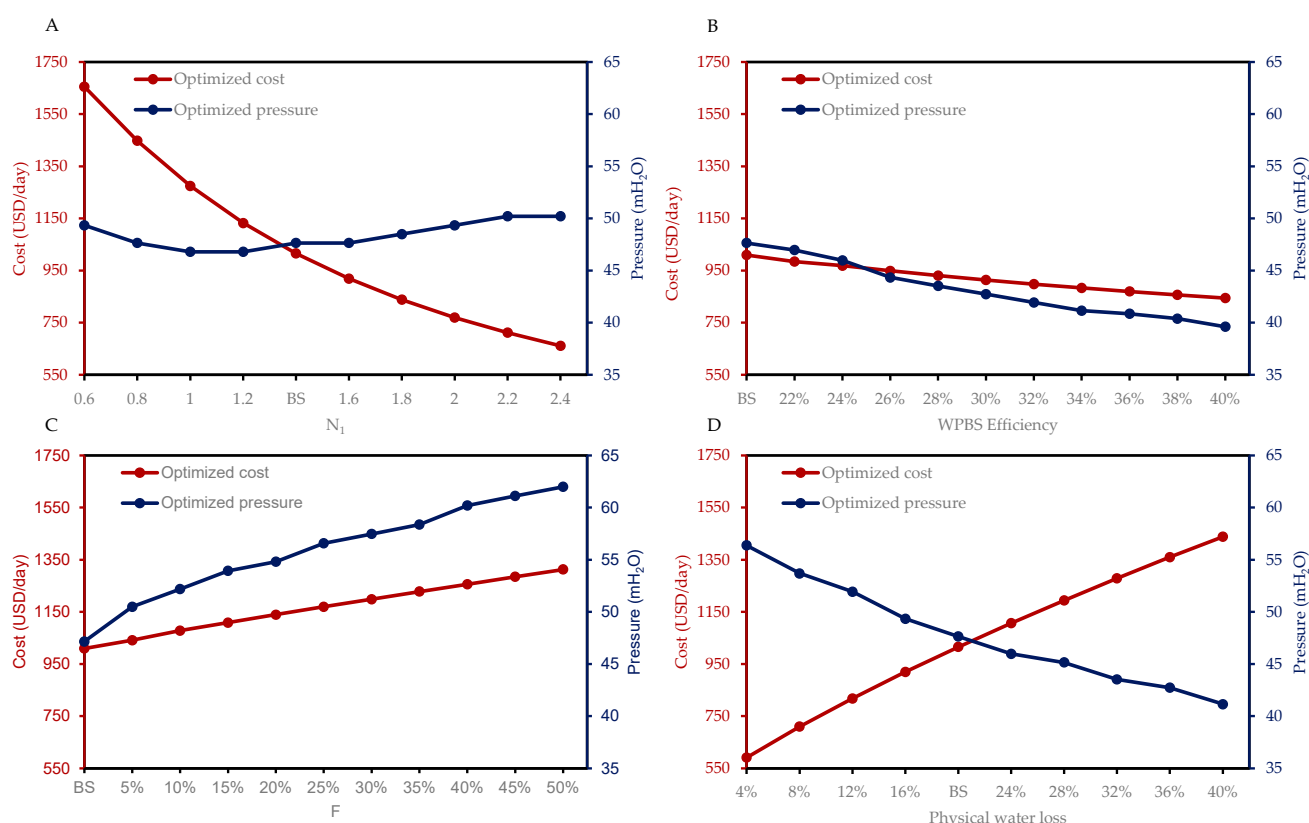 A
Cost (USD/day)
1750
1550
1350
1150
950
750
550
Optimized cost
Optimized pressure
65
60
55
50
45
40
35
Pressure (mH₂O)
0.6 0.8 1 1.2 BS 1.6 1.8 2 2.2 2.4
N₁
B
Cost (USD/day)
1750
1550
1350
1150
950
750
550
Optimized cost
Optimized pressure
65
60
55
50
45
40
35
Pressure (mH₂O)
BS 22% 24% 26% 28% 30% 32% 34% 36% 38% 40%
WPBS Efficiency
C
Cost (USD/day)
1750
1550
1350
1150
950
750
550
Optimized cost
Optimized pressure
65
60
55
50
45
40
35
Pressure (mH₂O)
BS 5% 10% 15% 20% 25% 30% 35% 40% 45% 50%
F
D
Cost (USD/day)
1750
1550
1350
1150
950
750
550
Optimized cost
Optimized pressure
65
60
55
50
45
40
35
Pressure (mH₂O)
4% 8% 12% 16% BS 24% 28% 32% 36% 40%
Physical water loss